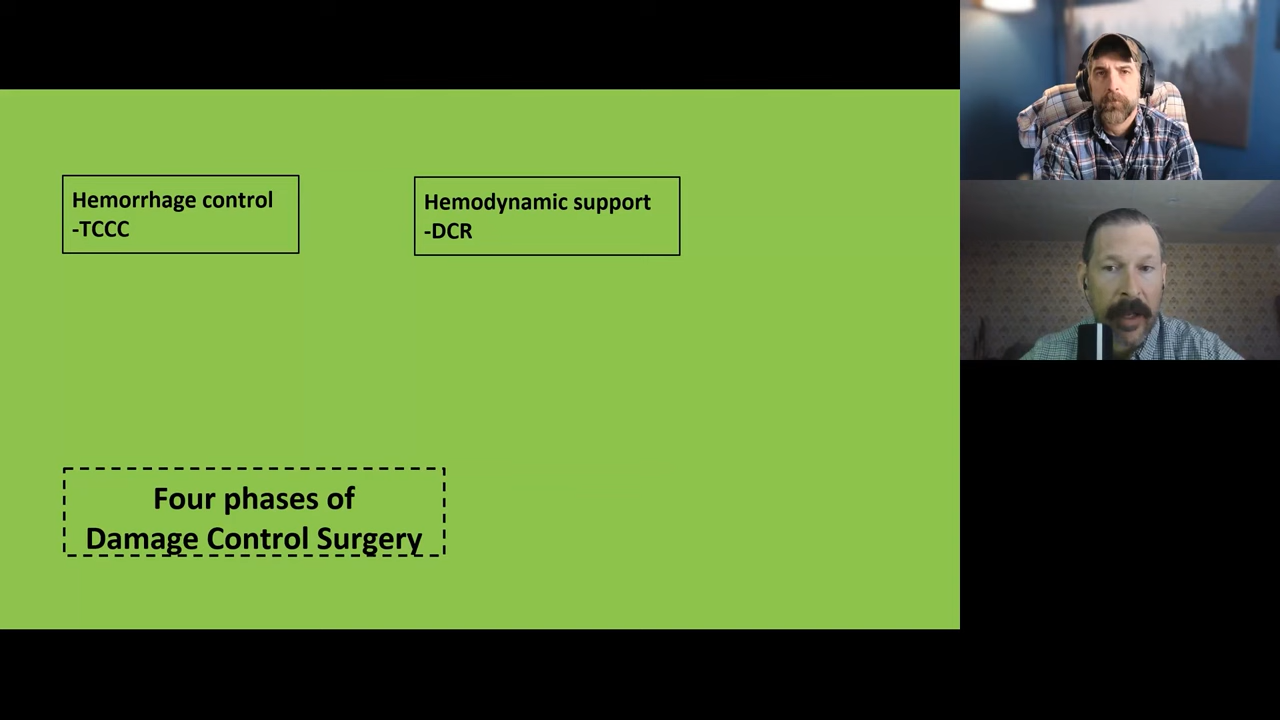 Hemorrhage control
-TCCC
Hemodynamic support
-DCR
Four phases of
Damage Control Surgery